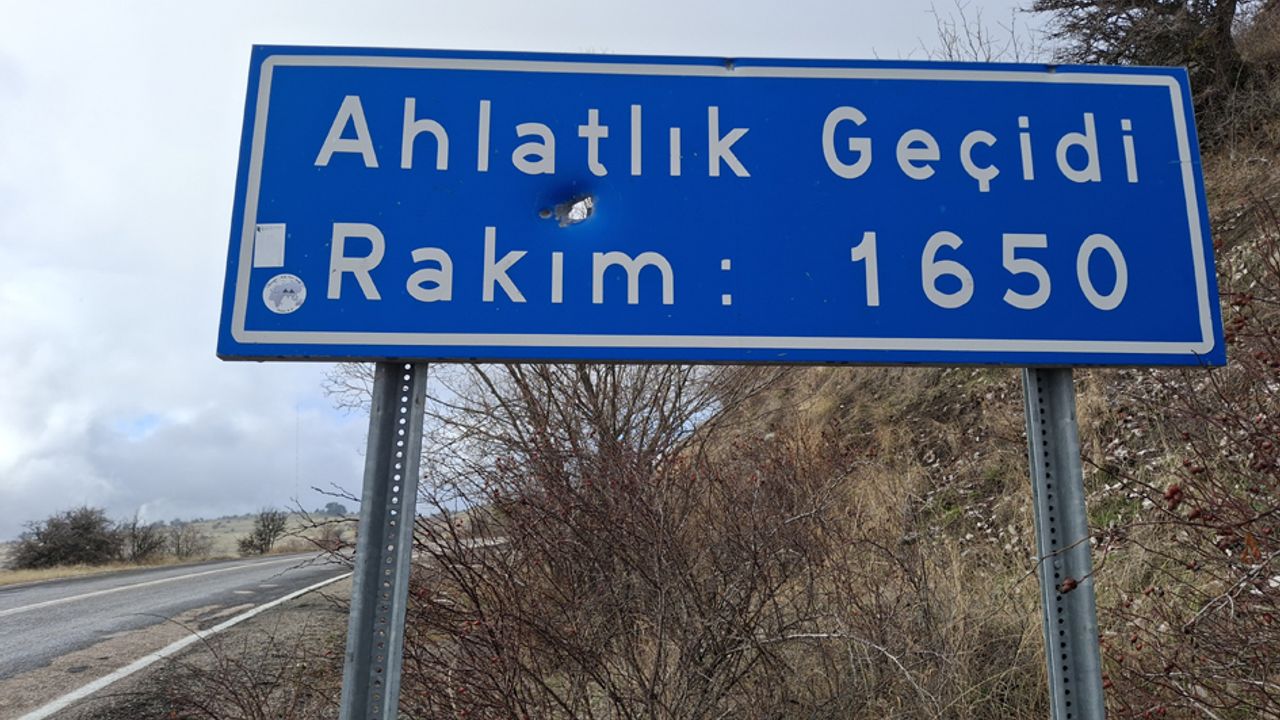 Ahlatlık Geçidi
Rakım : 1650